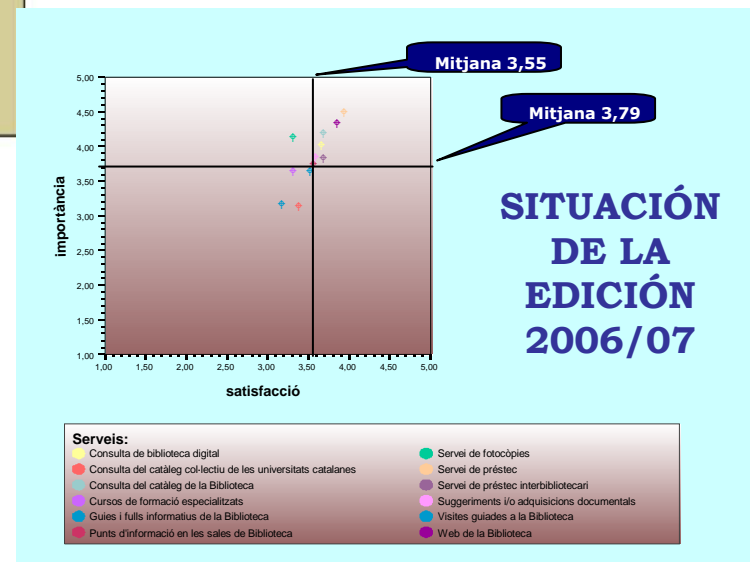 Mitjana 3,55
Mitjana 3,79
5,00
4,50
4,00
3,50
3,00
2,50
2,00
1,50
1,00
importància
1,00 1,50 2,00 2,50 3,00 3,50 4,00 4,50 5,00
satisfacció
SITUACIÓN
DE LA
EDICIÓN
2006/07
Serveis:
Consulta de biblioteca digital
Consulta del catàleg col·lectiu de les universitats catalanes
Consulta del catàleg de la Biblioteca
Cursos de formació especialitzats
Guies i fulls informatius de la Biblioteca
Punts d'informació en les sales de Biblioteca
Servei de fotocòpies
Servei de préstec
Servei de préstec interbibliotecari
Suggeriments i/o adquisicions documentals
Visites guiades a la Biblioteca
Web de la Biblioteca